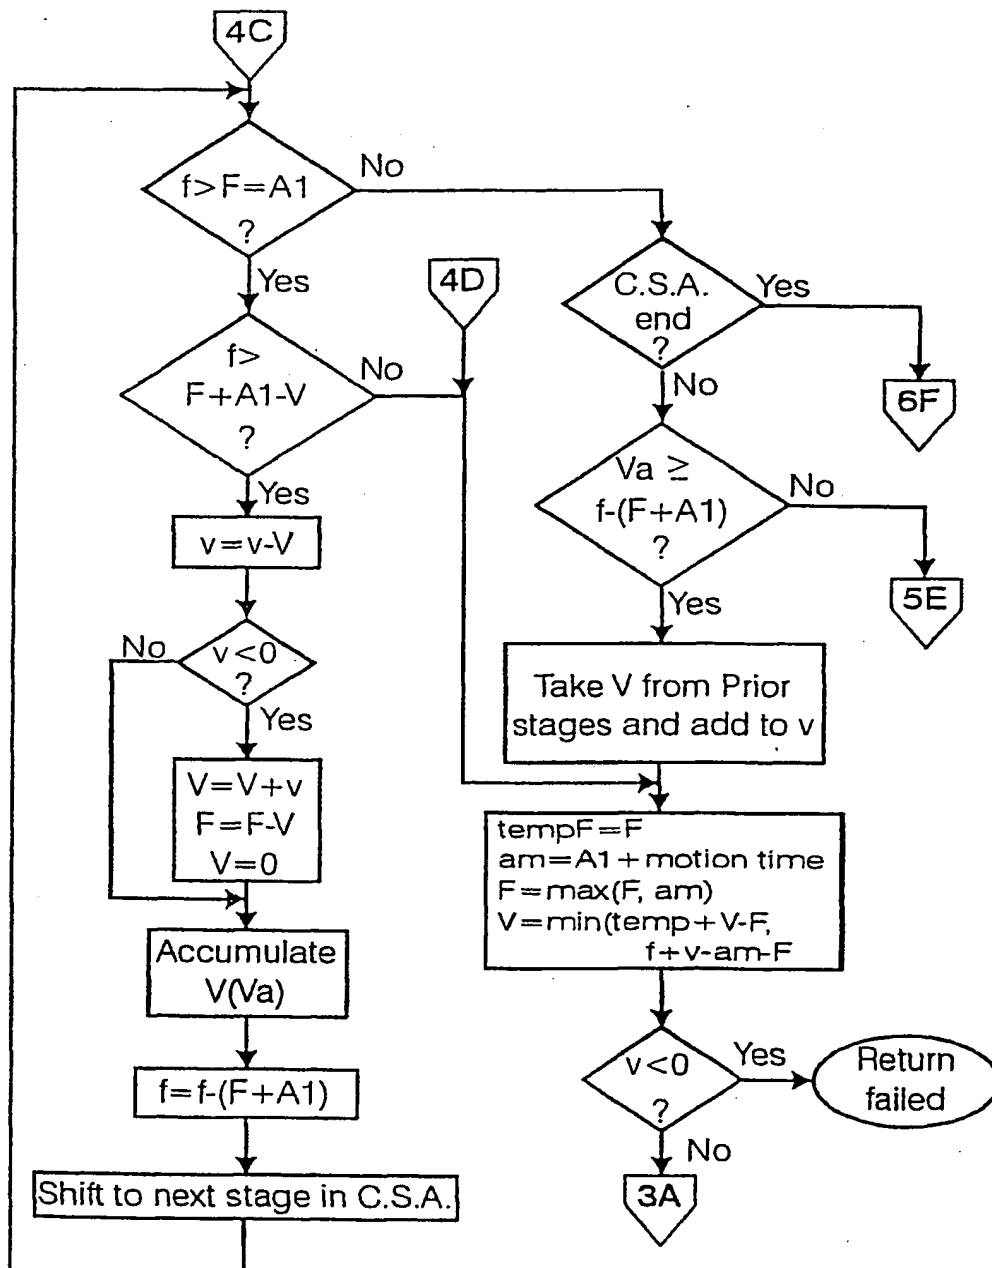 4C
f>F=A1
?
No
Yes
4D
C.S.A.
end
?
Yes
No
6F
f>
F+A1-V
?
No
Yes
Va ≥
f-(F+A1)
?
No
Yes
5E
v=v-V
v<0
?
No
Yes
V=V+v
F=F-V
V=0
Take V from Prior
stages and add to v
tempF=F
am=A1+motion time
F=max(F, am)
V=min(temp+V-F,
f+v-am-F
Accumulate
V(Va)
f=f-(F+A1)
Shift to next stage in C.S.A.
v<0
?
Yes
No
Return
failed
3A